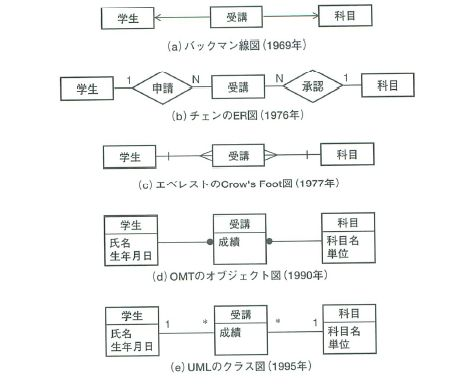 学生 受講 科目
(a)バックマン線図(1969年)
学生 1 申請 N 受講 N 承認 1 科目
(b)チェンのER図(1976年)
学生 受講 科目
(c)エベレストのCrow's Foot図(1977年)
学生 受講 科目
氏名 成績 科目名
生年月日 単位
(d)OMTのオブジェクト図(1990年)
学生 受講 科目
1 * * 1
氏名 成績 科目名
生年月日 単位
(e)UMLのクラス図(1995年)